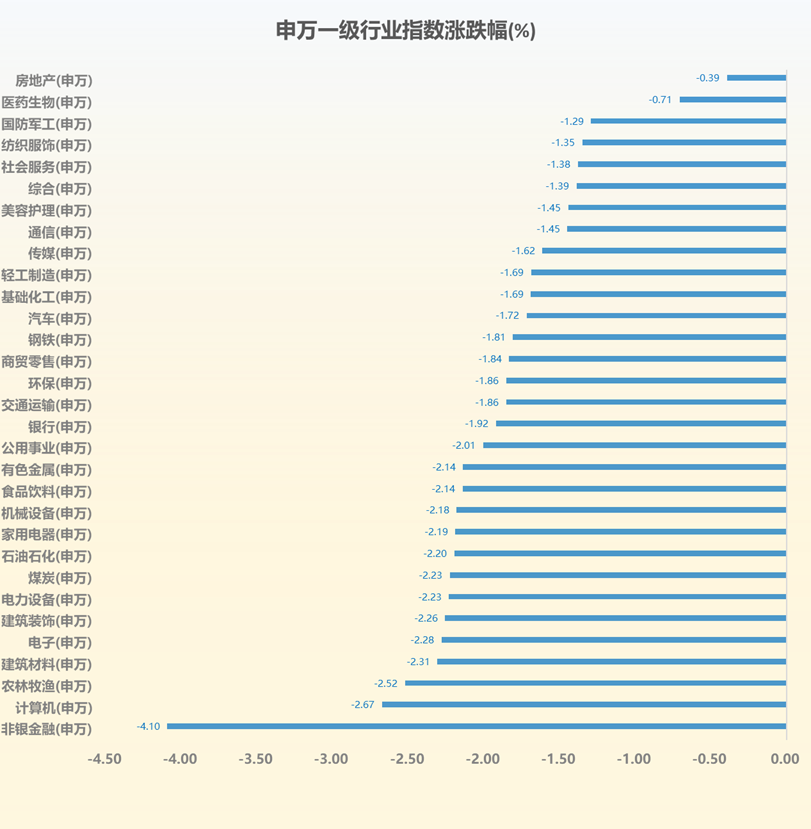 申万一级行业指数涨跌幅(%)
房地产(申万) -0.39
医药生物(申万) -0.71
国防军工(申万) -1.29
纺织服饰(申万) -1.35
社会服务(申万) -1.38
综合(申万) -1.39
美容护理(申万) -1.45
通信(申万) -1.45
传媒(申万) -1.62
轻工制造(申万) -1.69
基础化工(申万) -1.69
汽车(申万) -1.72
钢铁(申万) -1.81
商贸零售(申万) -1.84
环保(申万) -1.86
交通运输(申万) -1.86
银行(申万) -1.92
公用事业(申万) -2.01
有色金属(申万) -2.14
食品饮料(申万) -2.14
机械设备(申万) -2.18
家用电器(申万) -2.19
石油石化(申万) -2.20
煤炭(申万) -2.23
电力设备(申万) -2.23
建筑装饰(申万) -2.26
电子(申万) -2.28
建筑材料(申万) -2.31
农林牧渔(申万) -2.52
计算机(申万) -2.67
非银金融(申万) -4.10
-4.50 -4.00 -3.50 -3.00 -2.50 -2.00 -1.50 -1.00 -0.50 0.00